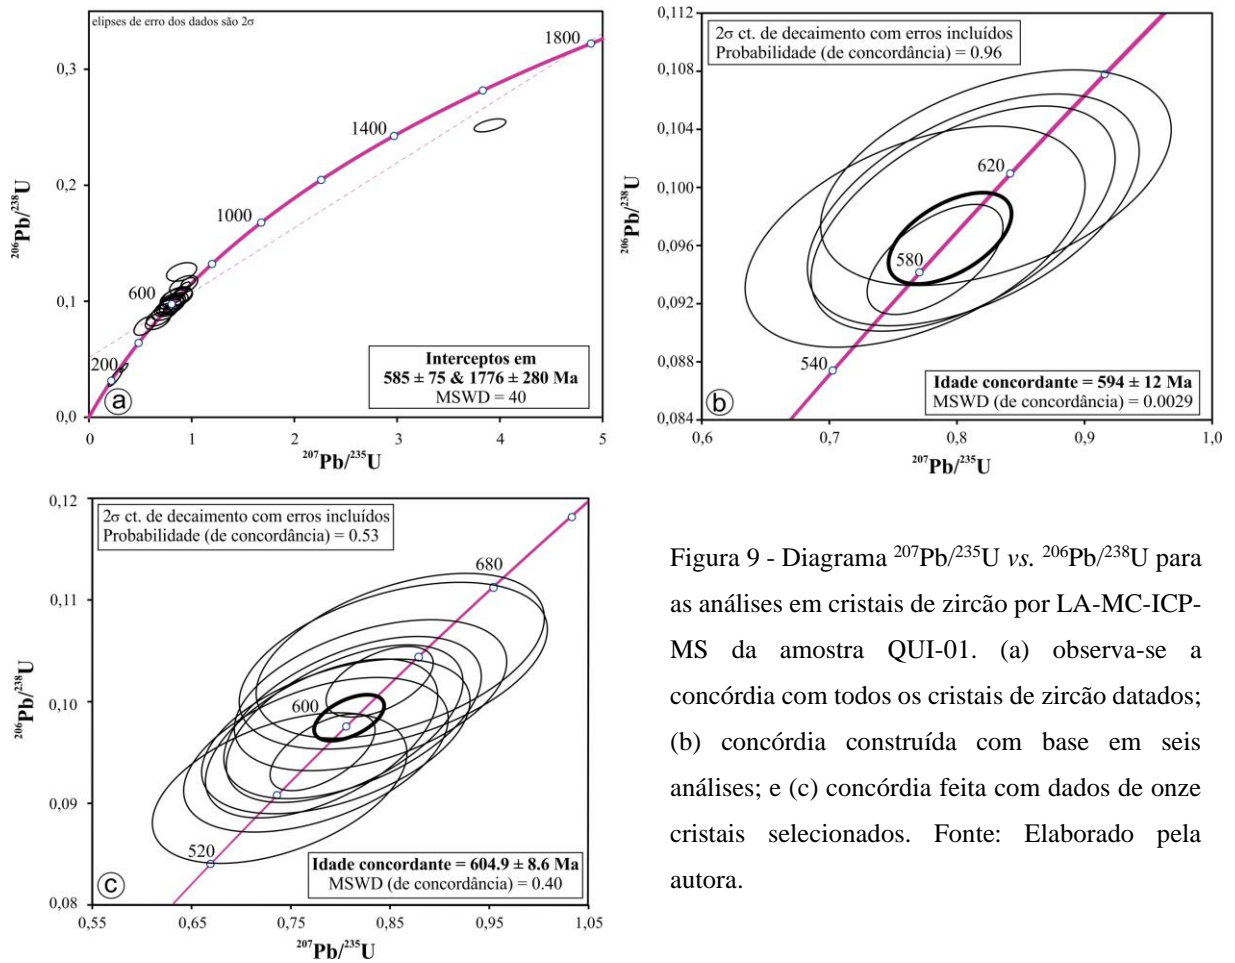 elipses de erro dos dados são 2σ
1800
1400
1000
600
200
0,3
0,2
0,1
0,0
0
1
2
3
4
5
²⁰⁶Pb/²³⁸U
²⁰⁷Pb/²³⁵U
Interceptos em
585 ± 75 & 1776 ± 280 Ma
MSWD = 40
a
2σ ct. de decaimento com erros incluídos
Probabilidade (de concordância) = 0.96
0,112
0,108
0,104
0,100
0,096
0,092
0,088
0,084
620
580
540
0,6
0,7
0,8
0,9
1,0
²⁰⁶Pb/²³⁸U
²⁰⁷Pb/²³⁵U
Idade concordante = 594 ± 12 Ma
MSWD (de concordância) = 0.0029
b
2σ ct. de decaimento com erros incluídos
Probabilidade (de concordância) = 0.53
0,12
0,11
0,10
0,09
0,08
680
600
520
0,55
0,65
0,75
0,85
0,95
1,05
²⁰⁶Pb/²³⁸U
²⁰⁷Pb/²³⁵U
Idade concordante = 604.9 ± 8.6 Ma
MSWD (de concordância) = 0.40
c
Figura 9 - Diagrama ²⁰⁷Pb/²³⁵U vs. ²⁰⁶Pb/²³⁸U para
as análises em cristais de zircão por LA-MC-ICP-
MS da amostra QUI-01. (a) observa-se a
concórdia com todos os cristais de zircão datados;
(b) concórdia construída com base em seis
análises; e (c) concórdia feita com dados de onze
cristais selecionados. Fonte: Elaborado pela
autora.